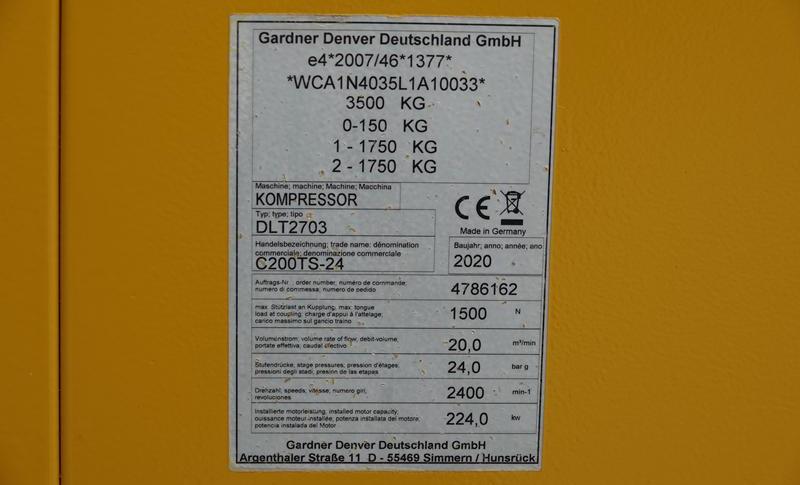 Gardner Denver Deutschland GmbH
e4*2007/46*1377*
*WCA1N4035L1A10033*
3500 KG
0-150 KG
1 - 1750 KG
2 - 1750 KG
Maschine; machine; Machine; Macchina
KOMPRESSOR
Typ; type; tipo
DLT2703
CE
Made in Germany
Handelsbezeichnung; trade name; dénomination
commerciale; denominazione commerciale
C200TS-24
Baujahr; anno; année; ano
2020
Auftrags-Nr.; order number; numéro de commande;
numero di commessa; numero de pedido
4786162
max. Stützlast an Kupplung, max. tongue
load at coupling; charge d'appui à l'attelage;
carico massimo sul gancio traino
1500 N
Volumenstrom; volume rate of flow, debit-volume;
portate effettiva; caudal efectivo
20,0 m³/min
Stufendrücke; stage pressures; pression d'étages;
pressioni degli stadi; presión de las etapas
24,0 bar g
Drehzahl; speeds; vitesse; numero giri,
revoluciones
2400 min-1
Installierte motorleistung; installed motor capacity;
ouissance moteur installée; potenza installata del motore;
potencia instalada del Motor
224,0 kw
Gardner Denver Deutschland GmbH
Argenthaler Straße 11 D - 55469 Simmern / Hunsrück